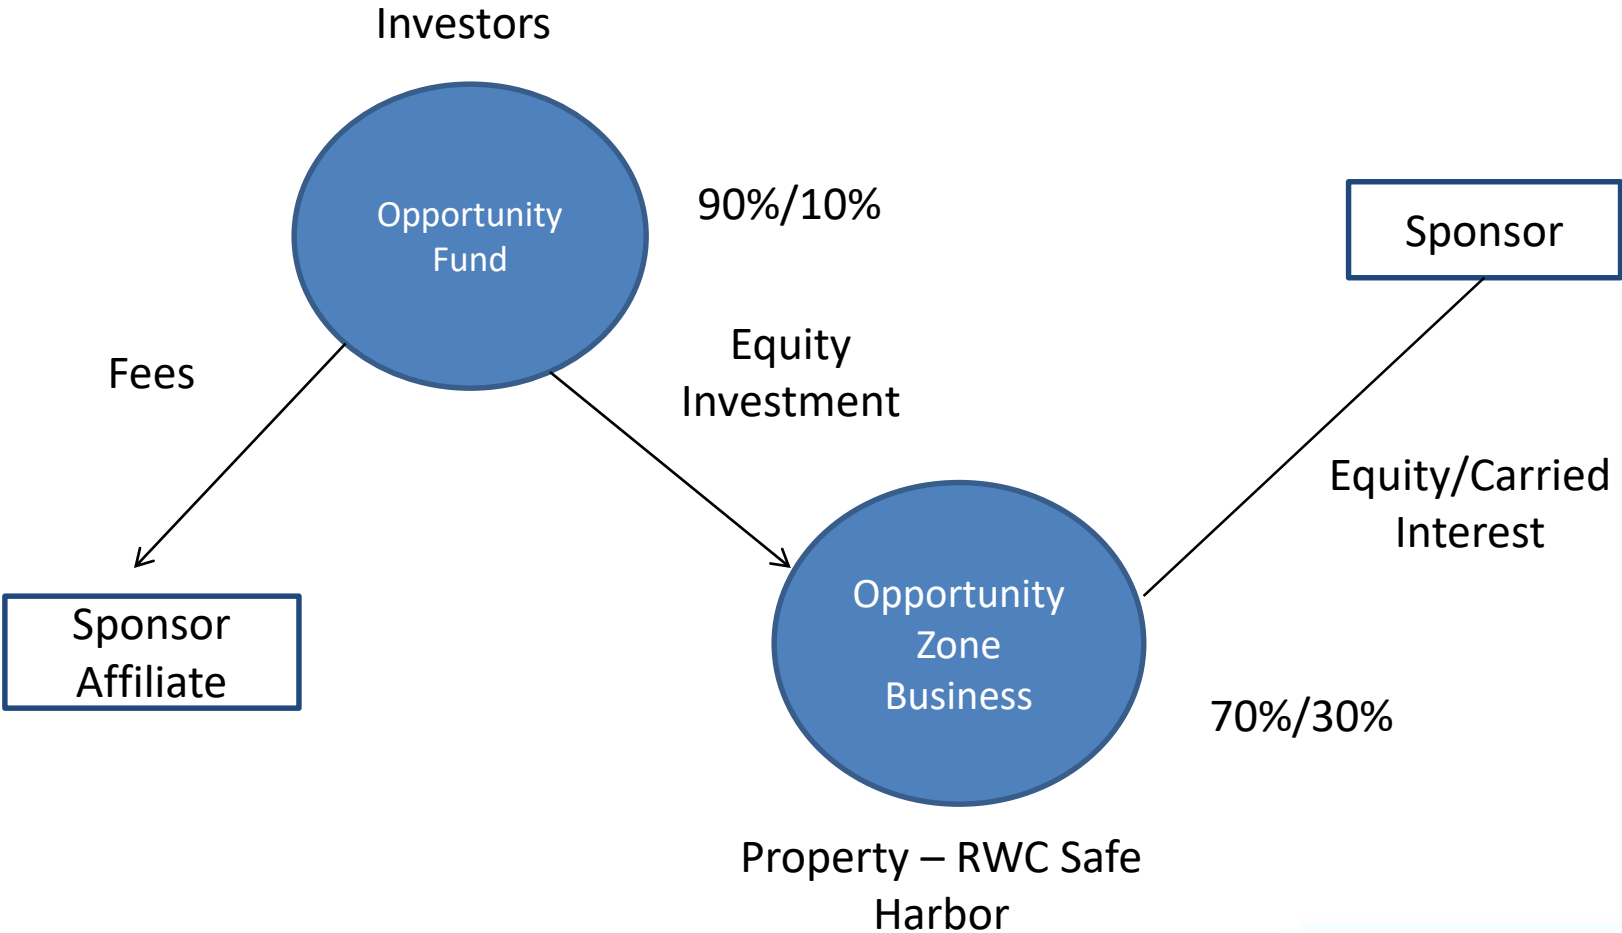 Investors
Opportunity
Fund
90%/10%
Sponsor
Fees
Equity
Investment
Equity/Carried
Interest
Sponsor
Affiliate
Opportunity
Zone
Business
70%/30%
Property – RWC Safe
Harbor